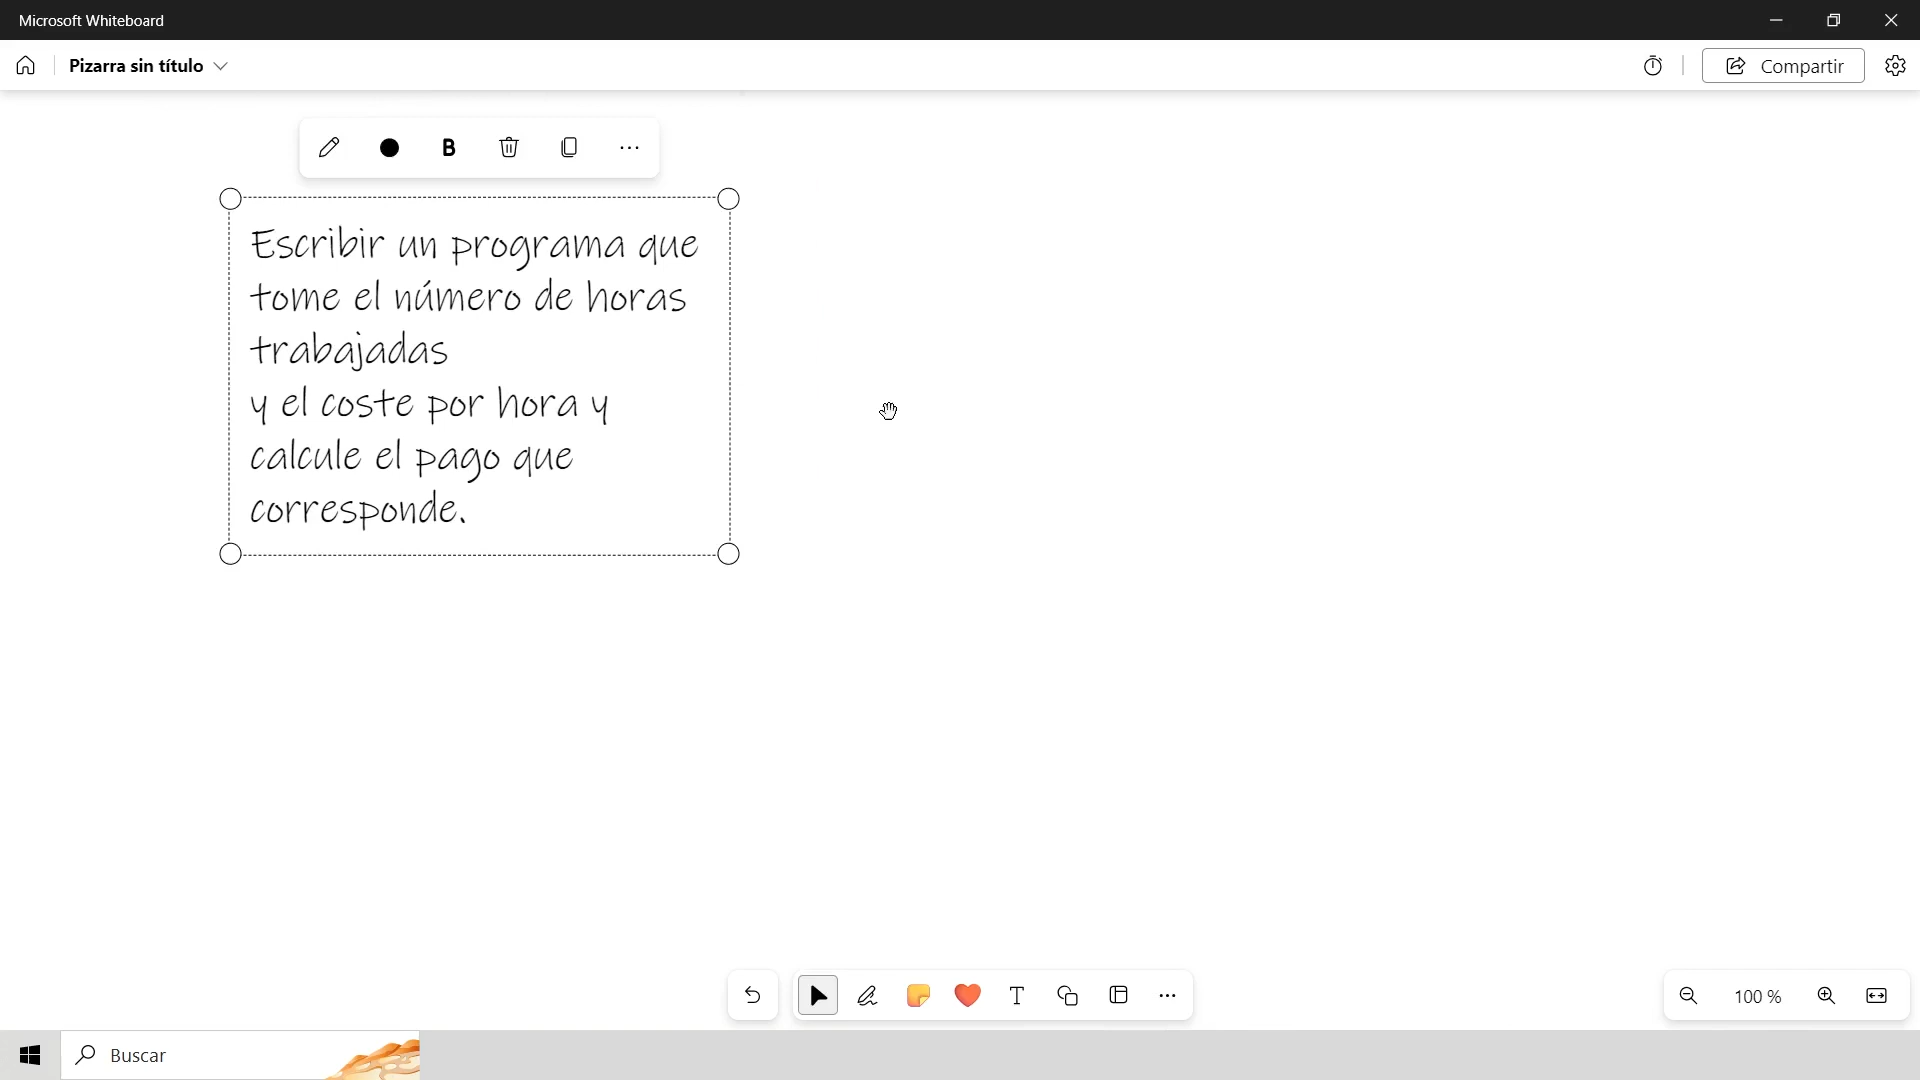 Microsoft Whiteboard
Pizarra sin título
Compartir
B
Escribir un programa que
tome el número de horas
trabajadas
y el coste por hora y
calcule el pago que
corresponde.
100 %
Buscar